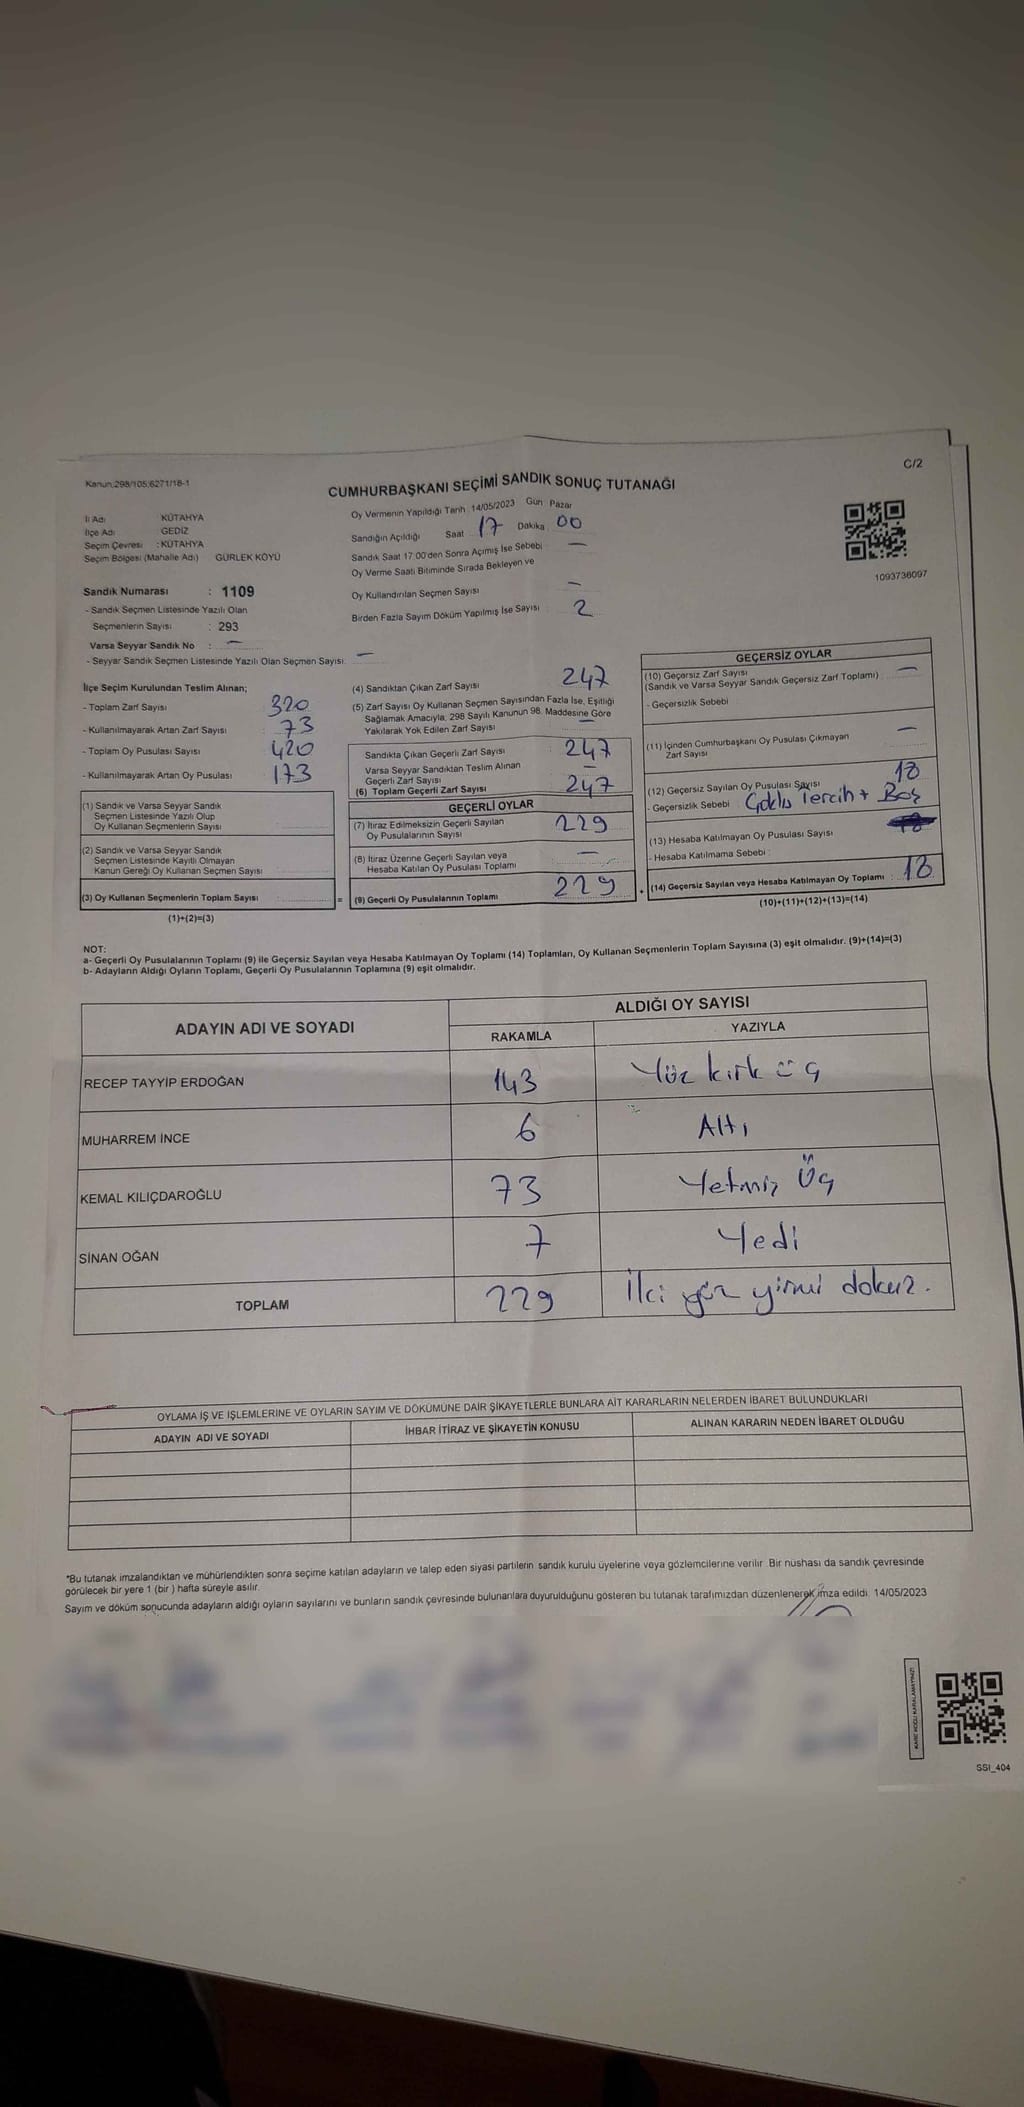 C/2
Kanun:298/105;6271/18-1
CUMHURBAŞKANI SEÇİMİ SANDIK SONUÇ TUTANAĞI
İl Adı KÜTAHYA
İlçe Adı GEDİZ
Seçim Çevresi : KÜTAHYA
Seçim Bölgesi (Mahalle Adı) GÜRLEK KÖYÜ
Sandık Numarası : 1109
- Sandık Seçmen Listesinde Yazılı Olan
Seçmenlerin Sayısı : 293
Varsa Seyyar Sandık No : —
- Seyyar Sandık Seçmen Listesinde Yazılı Olan Seçmen Sayısı: —
Oy Vermenin Yapıldığı Tarih 14/05/2023 Gün Pazar
Sandığın Açıldığı Saat 17 Dakika 00
Sandık Saat 17:00'den Sonra Açılmış İse Sebebi —
Oy Verme Saati Bitiminde Sırada Bekleyen ve
Oy Kullandırılan Seçmen Sayısı —
Birden Fazla Sayım Döküm Yapılmış İse Sayısı 2
1093736097
İlçe Seçim Kurulundan Teslim Alınan;
- Toplam Zarf Sayısı 320
- Kullanılmayarak Artan Zarf Sayısı 73
- Toplam Oy Pusulası Sayısı 420
- Kullanılmayarak Artan Oy Pusulası 173
(1) Sandık ve Varsa Seyyar Sandık
Seçmen Listesinde Yazılı Olup
Oy Kullanan Seçmenlerin Sayısı
(2) Sandık ve Varsa Seyyar Sandık
Seçmen Listesinde Kayıtlı Olmayan
Kanun Gereği Oy Kullanan Seçmen Sayısı
(3) Oy Kullanan Seçmenlerin Toplam Sayısı =
(1)+(2)=(3)
(4) Sandıktan Çıkan Zarf Sayısı 247
(5) Zarf Sayısı Oy Kullanan Seçmen Sayısından Fazla İse, Eşitliği
Sağlamak Amacıyla, 298 Sayılı Kanunun 98. Maddesine Göre
Yakılarak Yok Edilen Zarf Sayısı —
Sandıkta Çıkan Geçerli Zarf Sayısı 247
Varsa Seyyar Sandıktan Teslim Alınan
Geçerli Zarf Sayısı —
(6) Toplam Geçerli Zarf Sayısı 247
GEÇERLİ OYLAR
(7) İtiraz Edilmeksizin Geçerli Sayılan
Oy Pusulalarının Sayısı 229
(8) İtiraz Üzerine Geçerli Sayılan veya
Hesaba Katılan Oy Pusulası Toplamı —
(9) Geçerli Oy Pusulalarının Toplamı 229 +
GEÇERSİZ OYLAR
(10) Geçersiz Zarf Sayısı —
(Sandık ve Varsa Seyyar Sandık Geçersiz Zarf Toplamı)
- Geçersizlik Sebebi
(11) İçinden Cumhurbaşkanı Oy Pusulası Çıkmayan
Zarf Sayısı —
(12) Geçersiz Sayılan Oy Pusulası Sayısı 18
- Geçersizlik Sebebi : Çoklu Tercih + Boş
(13) Hesaba Katılmayan Oy Pusulası Sayısı
- Hesaba Katılmama Sebebi :
(14) Geçersiz Sayılan veya Hesaba Katılmayan Oy Toplamı : 18
(10)+(11)+(12)+(13)=(14)
NOT:
a- Geçerli Oy Pusulalarının Toplamı (9) ile Geçersiz Sayılan veya Hesaba Katılmayan Oy Toplamı (14) Toplamları, Oy Kullanan Seçmenlerin Toplam Sayısına (3) eşit olmalıdır. (9)+(14)=(3)
b- Adayların Aldığı Oyların Toplamı, Geçerli Oy Pusulalarının Toplamına (9) eşit olmalıdır.
ADAYIN ADI VE SOYADI ALDIĞI OY SAYISI
RAKAMLA YAZIYLA
RECEP TAYYİP ERDOĞAN 143 Yüz kırk üç
MUHARREM İNCE 6 Altı
KEMAL KILIÇDAROĞLU 73 Yetmiş Üç
SİNAN OĞAN 7 Yedi
TOPLAM 229 İki yüz yirmi dokuz.
OYLAMA İŞ VE İŞLEMLERİNE VE OYLARIN SAYIM VE DÖKÜMÜNE DAİR ŞİKAYETLERLE BUNLARA AİT KARARLARIN NELERDEN İBARET BULUNDUKLARI
ADAYIN ADI VE SOYADI İHBAR İTİRAZ VE ŞİKAYETİN KONUSU ALINAN KARARIN NEDEN İBARET OLDUĞU
*Bu tutanak imzalandıktan ve mühürlendikten sonra seçime katılan adayların ve talep eden siyasi partilerin sandık kurulu üyelerine veya gözlemcilerine verilir. Bir nüshası da sandık çevresinde
görülecek bir yere 1 (bir ) hafta süreyle asılır.
Sayım ve döküm sonucunda adayların aldığı oyların sayılarını ve bunların sandık çevresinde bulunanlara duyurulduğunu gösteren bu tutanak tarafımızdan düzenlenerek imza edildi. 14/05/2023
KARE KODU KARALAMAYINIZ!
SSI_404